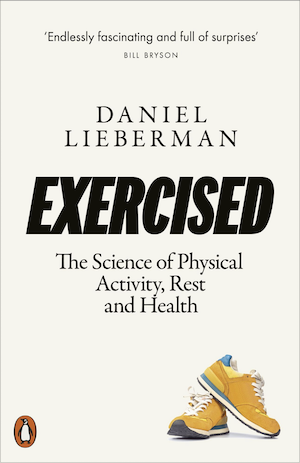 ‘Endlessly fascinating and full of surprises’
BILL BRYSON
DANIEL
LIEBERMAN
EXERCISED
The Science of Physical
Activity, Rest
and Health